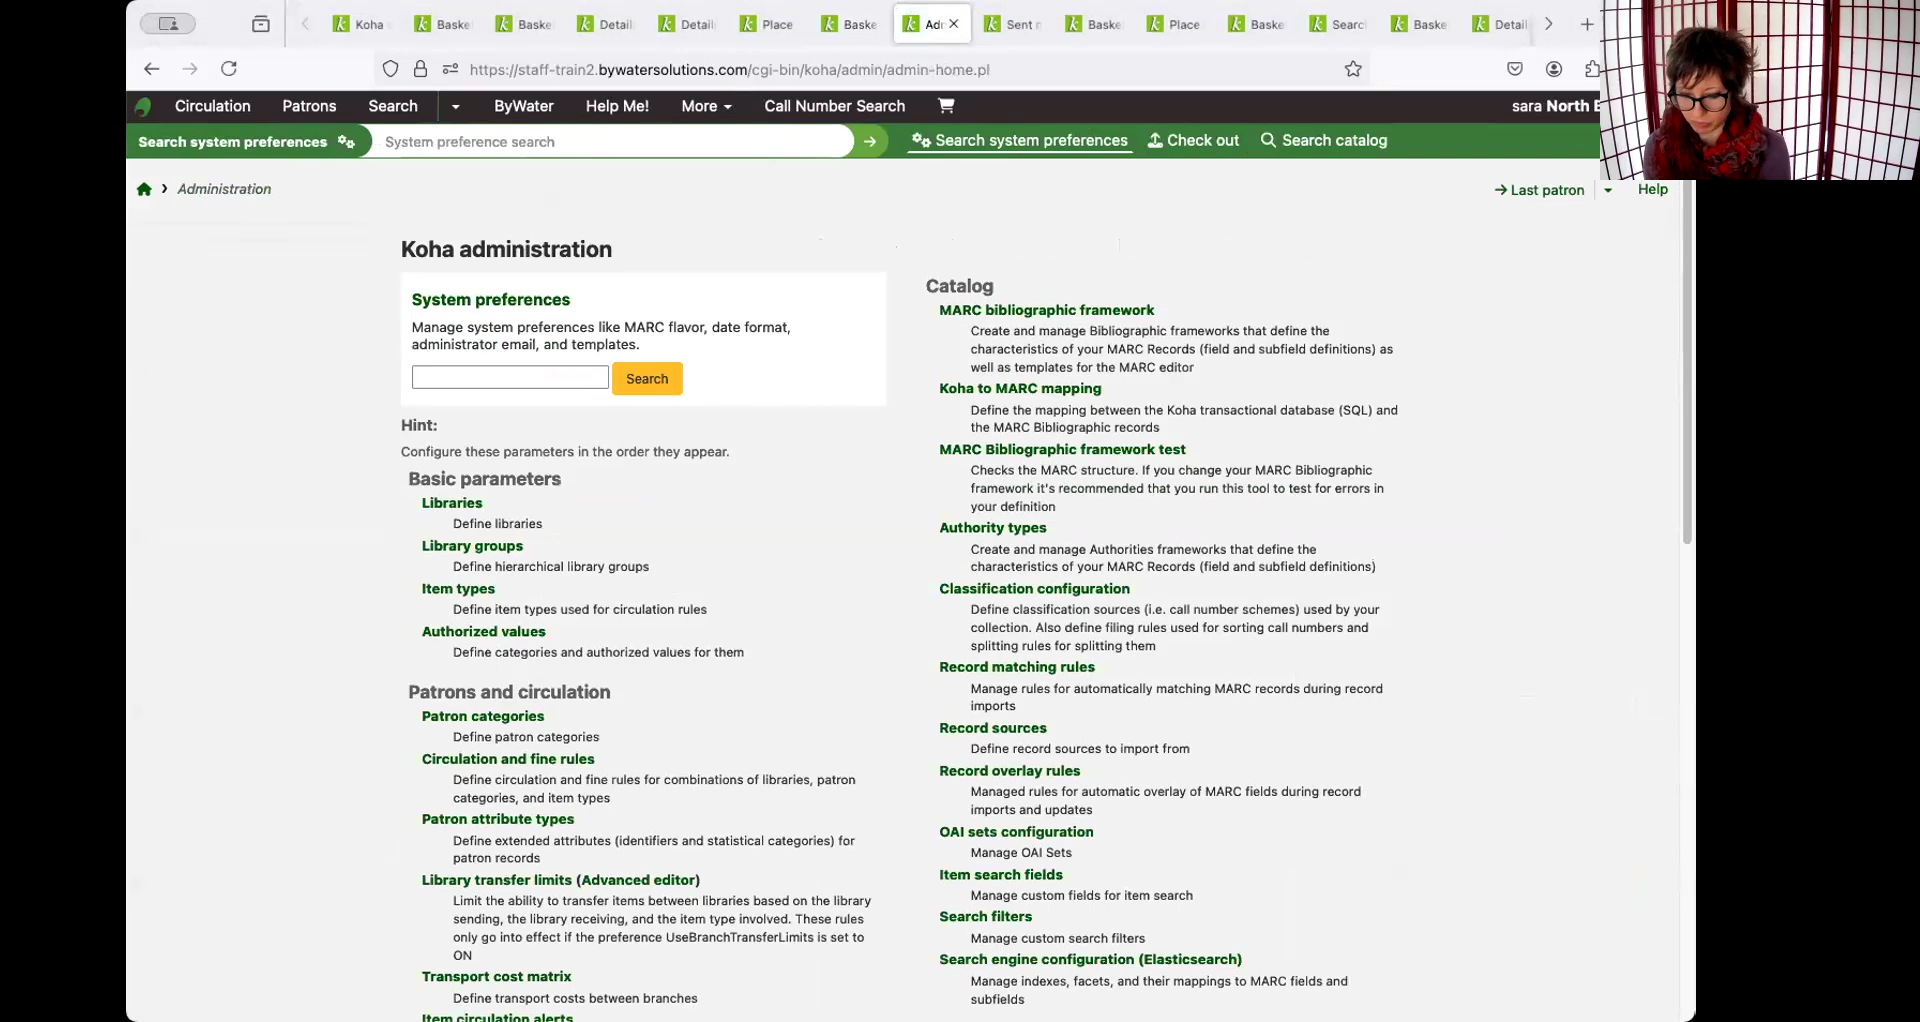 Koha
Baske
Baske
Detail
Detail
Place
Baske
Adr
Sent r
Baske
Place
Baske
Searc
Baske
Detail
https://staff-train2.bywatersolutions.com/cgi-bin/koha/admin/admin-home.pl
Circulation Patrons Search ByWater Help Me! More Call Number Search sara North E
Search system preferences System preference search Search system preferences Check out Search catalog
Administration Last patron Help
Koha administration
System preferences
Manage system preferences like MARC flavor, date format,
administrator email, and templates.
Search
Hint:
Configure these parameters in the order they appear.
Basic parameters
Libraries
Define libraries
Library groups
Define hierarchical library groups
Item types
Define item types used for circulation rules
Authorized values
Define categories and authorized values for them
Patrons and circulation
Patron categories
Define patron categories
Circulation and fine rules
Define circulation and fine rules for combinations of libraries, patron
categories, and item types
Patron attribute types
Define extended attributes (identifiers and statistical categories) for
patron records
Library transfer limits (Advanced editor)
Limit the ability to transfer items between libraries based on the library
sending, the library receiving, and the item type involved. These rules
only go into effect if the preference UseBranchTransferLimits is set to
ON
Transport cost matrix
Define transport costs between branches
Item circulation alerts
Catalog
MARC bibliographic framework
Create and manage Bibliographic frameworks that define the
characteristics of your MARC Records (field and subfield definitions) as
well as templates for the MARC editor
Koha to MARC mapping
Define the mapping between the Koha transactional database (SQL) and
the MARC Bibliographic records
MARC Bibliographic framework test
Checks the MARC structure. If you change your MARC Bibliographic
framework it's recommended that you run this tool to test for errors in
your definition
Authority types
Create and manage Authorities frameworks that define the
characteristics of your MARC Records (field and subfield definitions)
Classification configuration
Define classification sources (i.e. call number schemes) used by your
collection. Also define filing rules used for sorting call numbers and
splitting rules for splitting them
Record matching rules
Manage rules for automatically matching MARC records during record
imports
Record sources
Define record sources to import from
Record overlay rules
Managed rules for automatic overlay of MARC fields during record
imports and updates
OAI sets configuration
Manage OAI Sets
Item search fields
Manage custom fields for item search
Search filters
Manage custom search filters
Search engine configuration (Elasticsearch)
Manage indexes, facets, and their mappings to MARC fields and
subfields